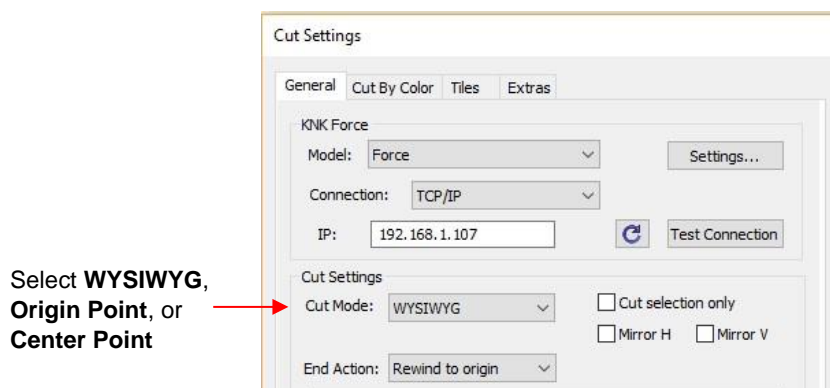 Cut Settings
General Cut By Color Tiles Extras
KNK Force
Model: Force Settings...
Connection: TCP/IP
IP: 192.168.1.107 Test Connection
Cut Settings
Select WYSIWYG,
Origin Point, or
Center Point
Cut Mode: WYSIWYG Cut selection only
Mirror H Mirror V
End Action: Rewind to origin